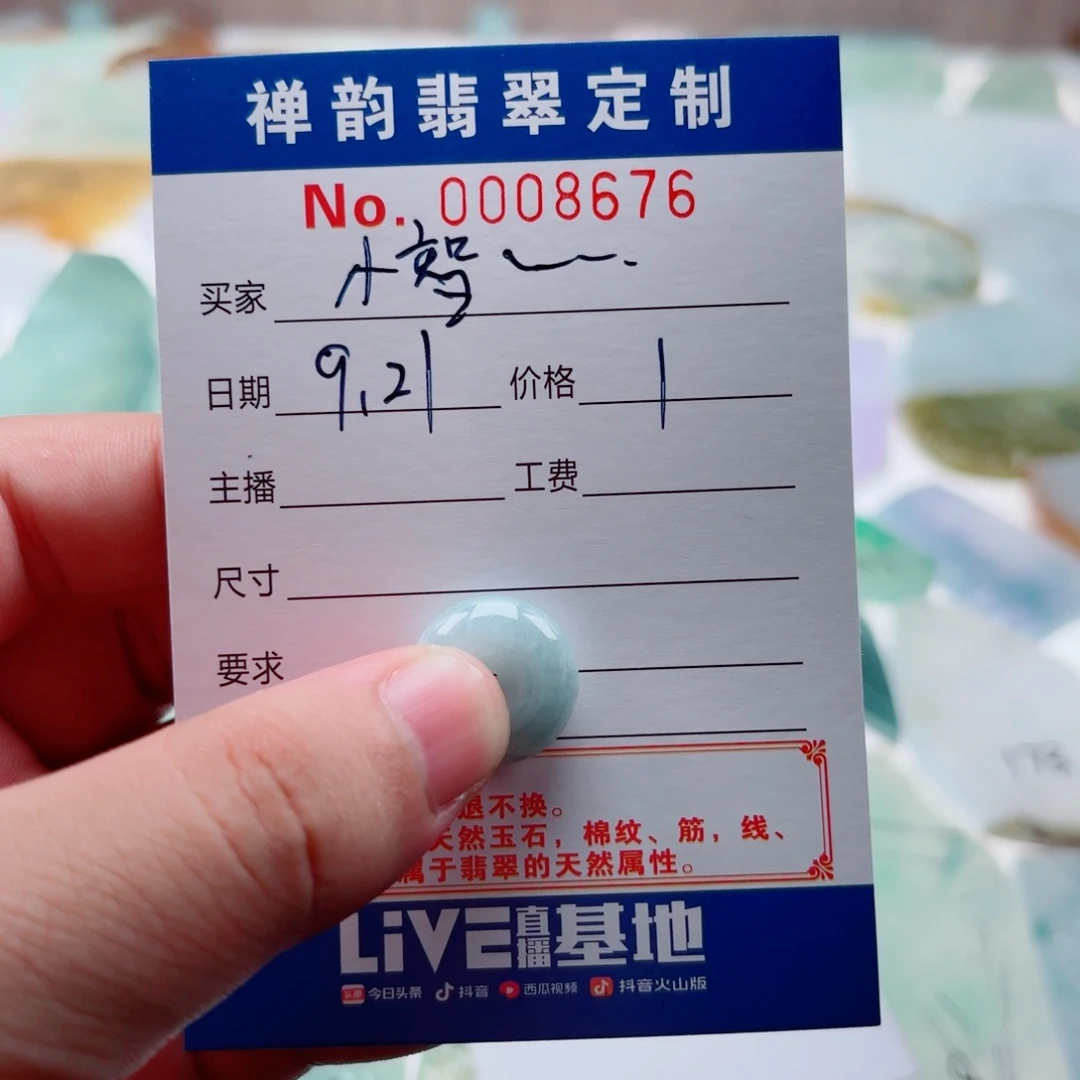 禅韵翡翠定制
No. 0008676
买家
日期 9.21 价格 1
主播 工费
尺寸
要求
退不换。
天然玉石，棉纹、筋，线、
属于翡翠的天然属性。
LiVE直播基地
头条 今日头条 抖音 西瓜视频 抖音火山版